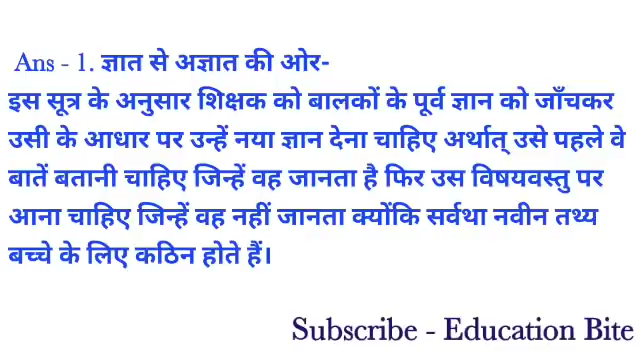 Ans - 1. ज्ञात से अज्ञात की ओर-
इस सूत्र के अनुसार शिक्षक को बालकों के पूर्व ज्ञान को जाँचकर
उसी के आधार पर उन्हें नया ज्ञान देना चाहिए अर्थात् उसे पहले वे
बातें बतानी चाहिए जिन्हें वह जानता है फिर उस विषयवस्तु पर
आना चाहिए जिन्हें वह नहीं जानता क्योंकि सर्वथा नवीन तथ्य
बच्चे के लिए कठिन होते हैं।
Subscribe - Education Bite